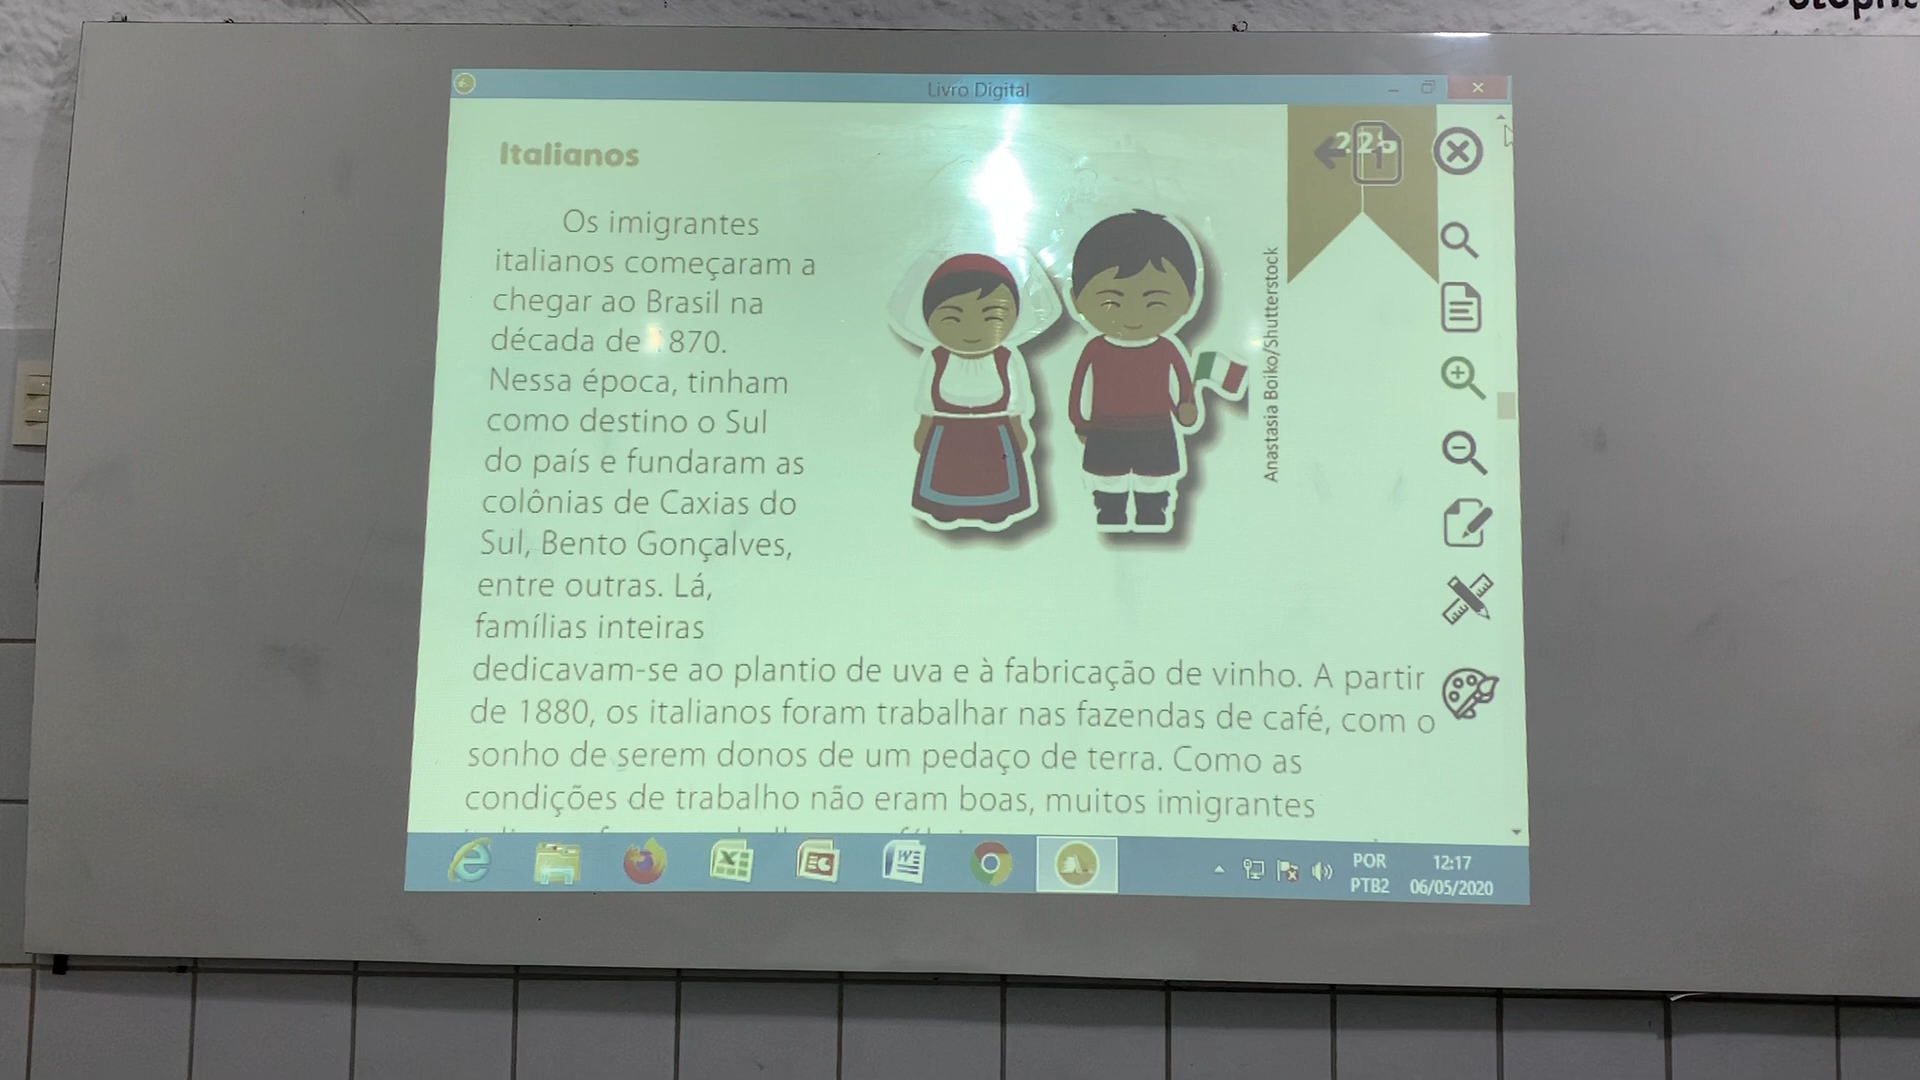 Livro Digital
Italianos
Os imigrantes
italianos começaram a
chegar ao Brasil na
década de 1870.
Nessa época, tinham
como destino o Sul
do país e fundaram as
colônias de Caxias do
Sul, Bento Gonçalves,
entre outras. Lá,
famílias inteiras
dedicavam-se ao plantio de uva e à fabricação de vinho. A partir
de 1880, os italianos foram trabalhar nas fazendas de café, com o
sonho de serem donos de um pedaço de terra. Como as
condições de trabalho não eram boas, muitos imigrantes
Anastasia Boiko/Shutterstock
POR
PTB2
12:17
06/05/2020